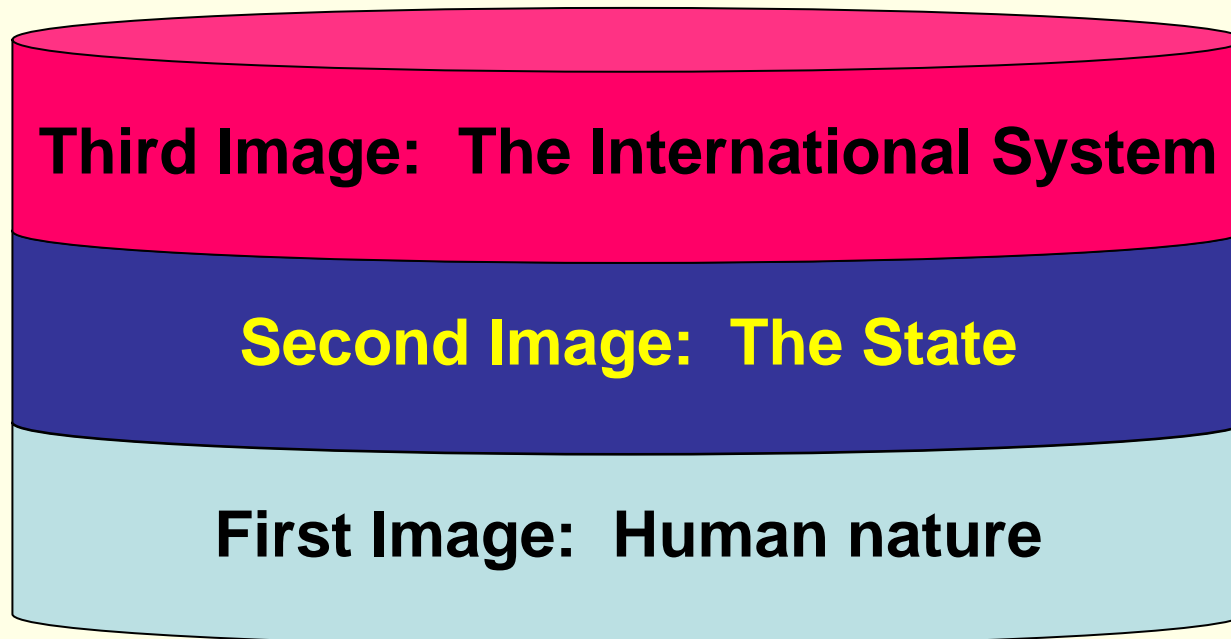 Third Image:  The International System
Second Image:  The State
First Image:  Human nature